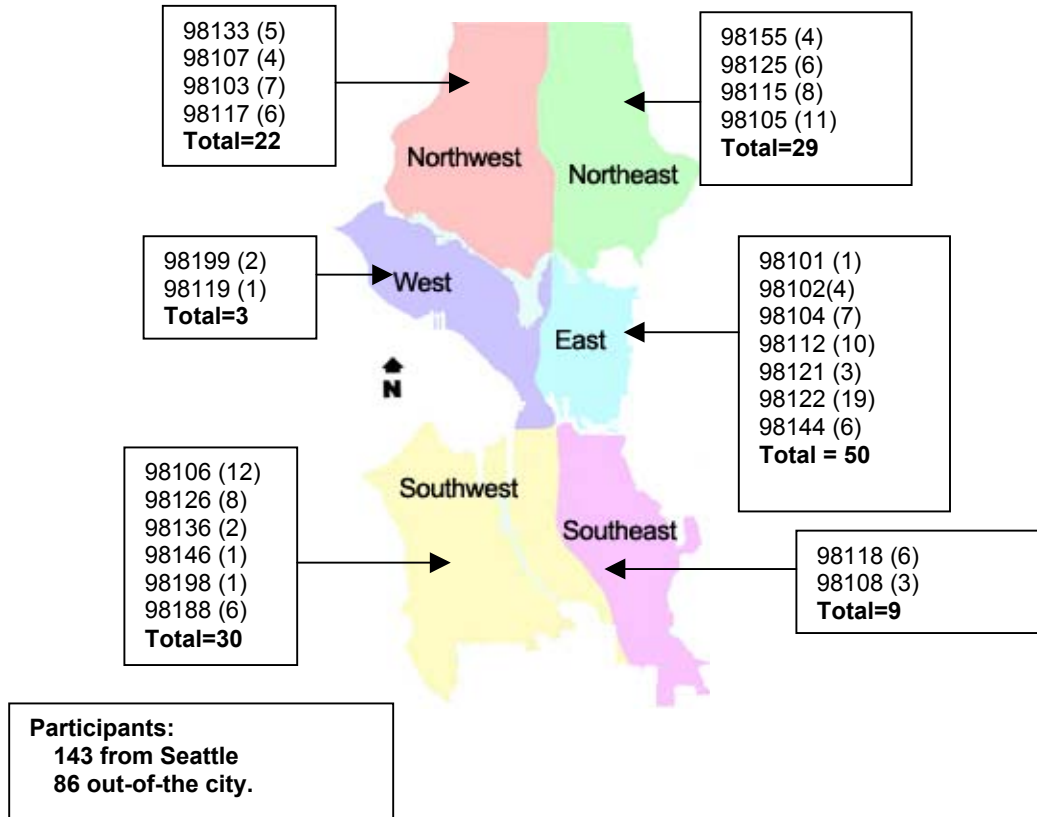 98133 (5)
98107 (4)
98103 (7)
98117 (6)
Total=22
98155 (4)
98125 (6)
98115 (8)
98105 (11)
Total=29
Northwest
Northeast
98199 (2)
98119 (1)
Total=3
West
East
N
98101 (1)
98102(4)
98104 (7)
98112 (10)
98121 (3)
98122 (19)
98144 (6)
Total = 50
98106 (12)
98126 (8)
98136 (2)
98146 (1)
98198 (1)
98188 (6)
Total=30
Southwest
Southeast
98118 (6)
98108 (3)
Total=9
Participants:
143 from Seattle
86 out-of-the city.